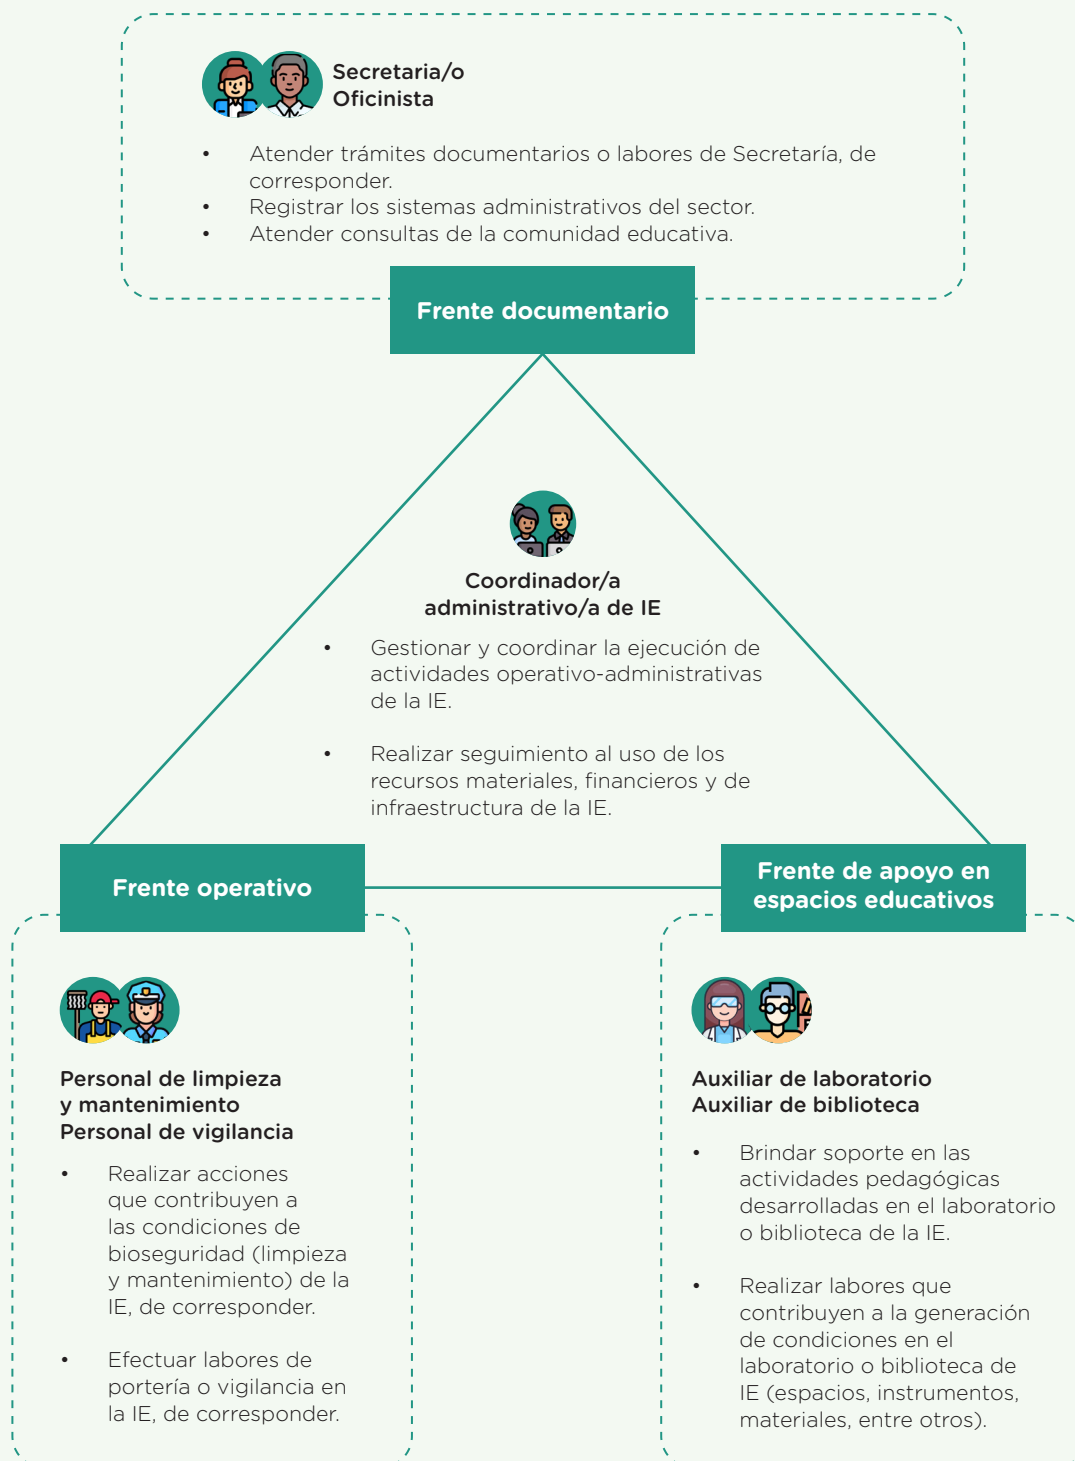 Secretaria/o
Oficinista
• Atender trámites documentarios o labores de Secretaría, de
corresponder.
• Registrar los sistemas administrativos del sector.
• Atender consultas de la comunidad educativa.
Frente documentario
Coordinador/a
administrativo/a de IE
• Gestionar y coordinar la ejecución de
actividades operativo-administrativas
de la IE.
• Realizar seguimiento al uso de los
recursos materiales, financieros y de
infraestructura de la IE.
Frente operativo
Personal de limpieza
y mantenimiento
Personal de vigilancia
• Realizar acciones
que contribuyen a
las condiciones de
bioseguridad (limpieza
y mantenimiento) de la
IE, de corresponder.
• Efectuar labores de
portería o vigilancia en
la IE, de corresponder.
Frente de apoyo en
espacios educativos
Auxiliar de laboratorio
Auxiliar de biblioteca
• Brindar soporte en las
actividades pedagógicas
desarrolladas en el laboratorio
o biblioteca de la IE.
• Realizar labores que
contribuyen a la generación
de condiciones en el
laboratorio o biblioteca de
IE (espacios, instrumentos,
materiales, entre otros).